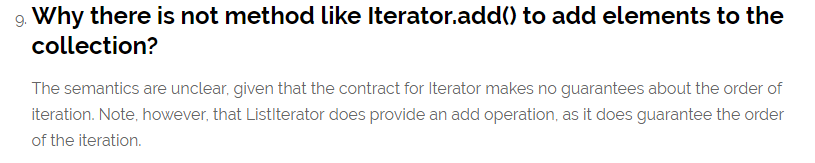 9. Why there is not method like Iterator.add() to add elements to the
collection?
The semantics are unclear, given that the contract for Iterator makes no guarantees about the order of
iteration. Note, however, that ListIterator does provide an add operation, as it does guarantee the order
of the iteration.